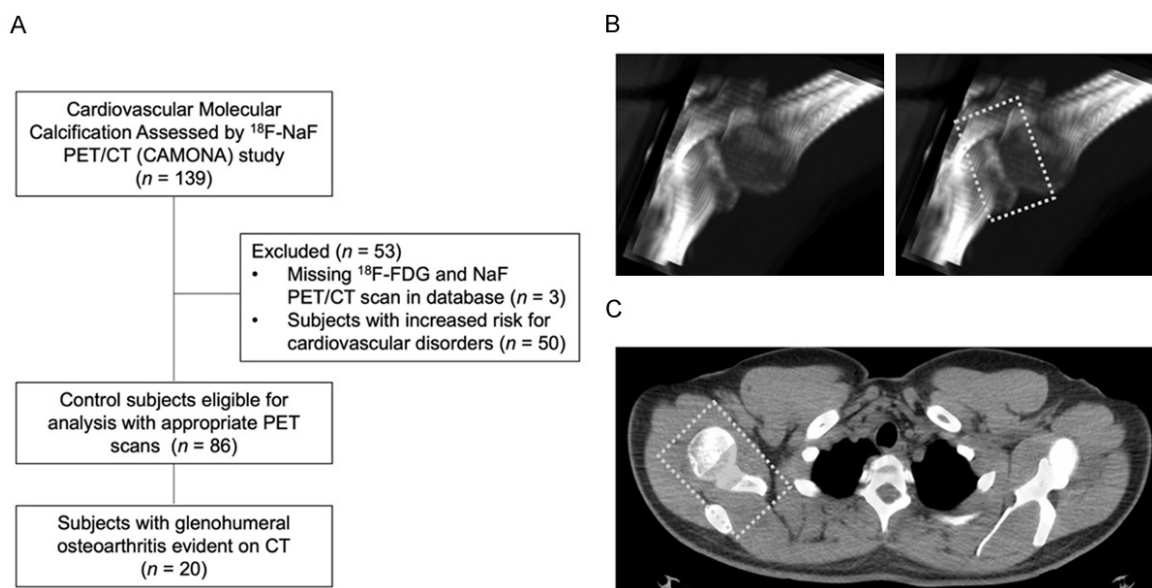 A
Cardiovascular Molecular
Calcification Assessed by ¹⁸F-NaF
PET/CT (CAMONA) study
(n = 139)
Excluded (n = 53)
• Missing ¹⁸F-FDG and NaF
PET/CT scan in database (n = 3)
• Subjects with increased risk for
cardiovascular disorders (n = 50)
Control subjects eligible for
analysis with appropriate PET
scans (n = 86)
Subjects with glenohumeral
osteoarthritis evident on CT
(n = 20)
B
C